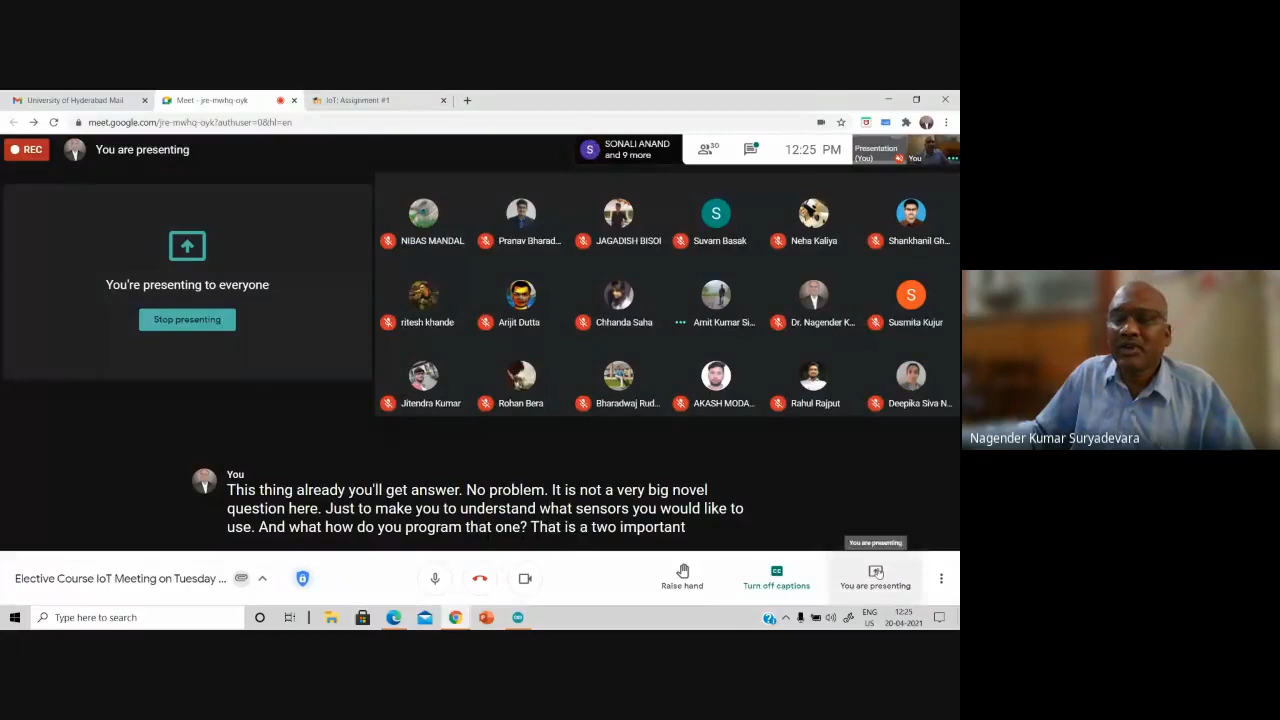 University of Hyderabad Mail
Meet - jre-mwhq-oyk
IoT: Assignment #1
meet.google.com/jre-mwhq-oyk?authuser=0&hl=en
REC
You are presenting
S
SONALI ANAND
and 9 more
30
12:25 PM
Presentation
(You)
You
You're presenting to everyone
Stop presenting
S
NIBAS MANDAL
Pranav Bharad...
JAGADISH BISOI
Suvam Basak
Neha Kaliya
Shankhanil Gh...
S
ritesh khande
Arijit Dutta
Chhanda Saha
Amit Kumar Si...
Dr. Nagender K...
Susmita Kujur
Jitendra Kumar
Rohan Bera
Bharadwaj Rud...
AKASH MODA...
Rahul Rajput
Deepika Siva N...
Nagender Kumar Suryadevara
You
This thing already you'll get answer. No problem. It is not a very big novel
question here. Just to make you to understand what sensors you would like to
use. And what how do you program that one? That is a two important
You are presenting
Elective Course IoT Meeting on Tuesday ...
Raise hand
CC
Turn off captions
You are presenting
Type here to search
ENG
US
12:25
20-04-2021